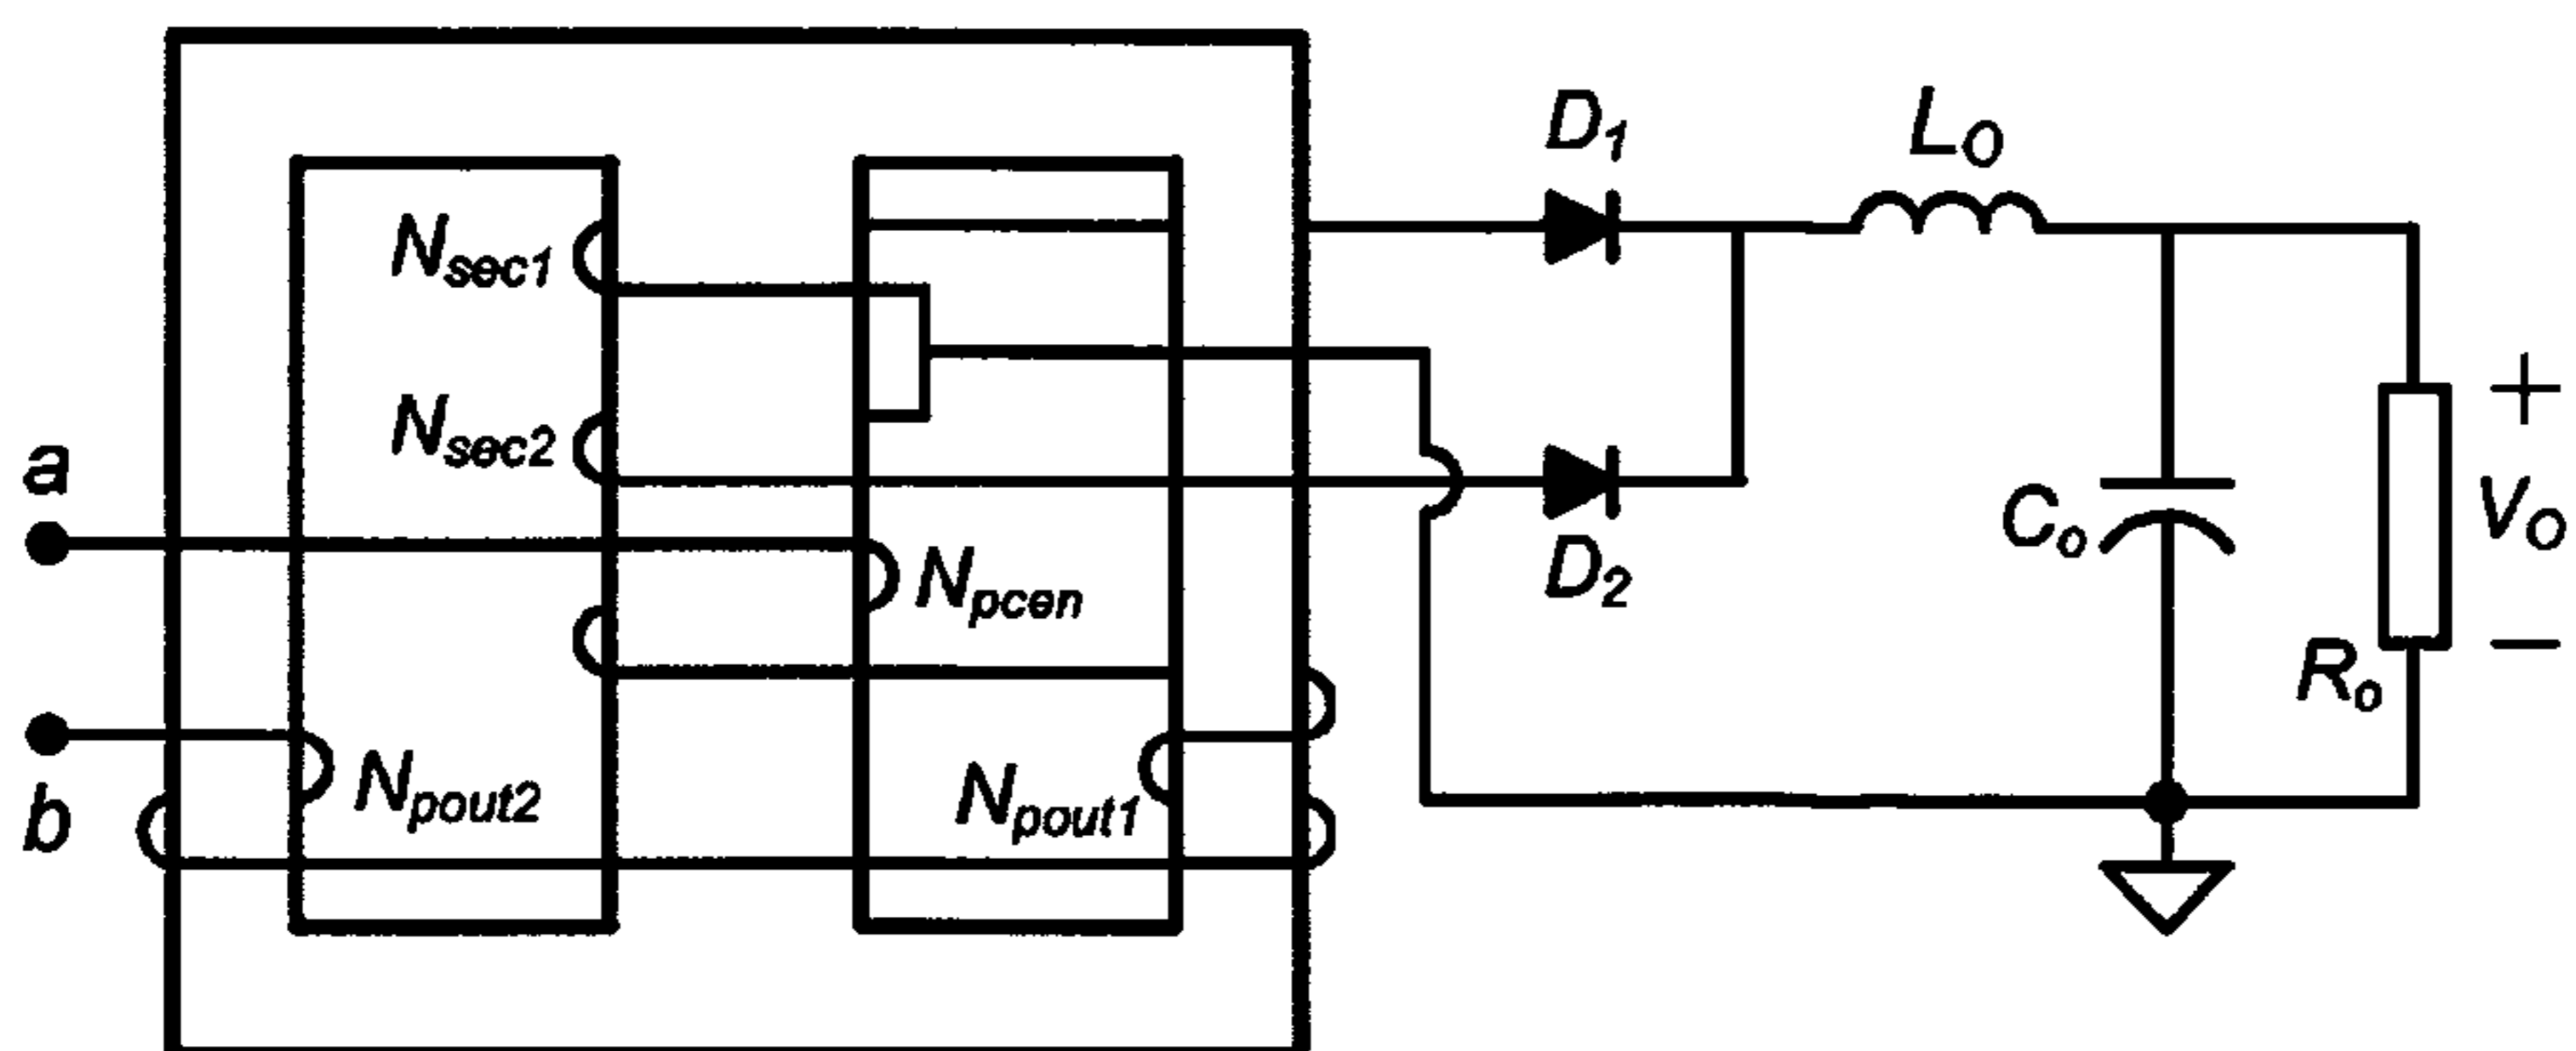 D1
LO
Nsec1
Nsec2
a
+
Co
VO
D2
Npcen
Ro
−
b
Npout2
Npout1